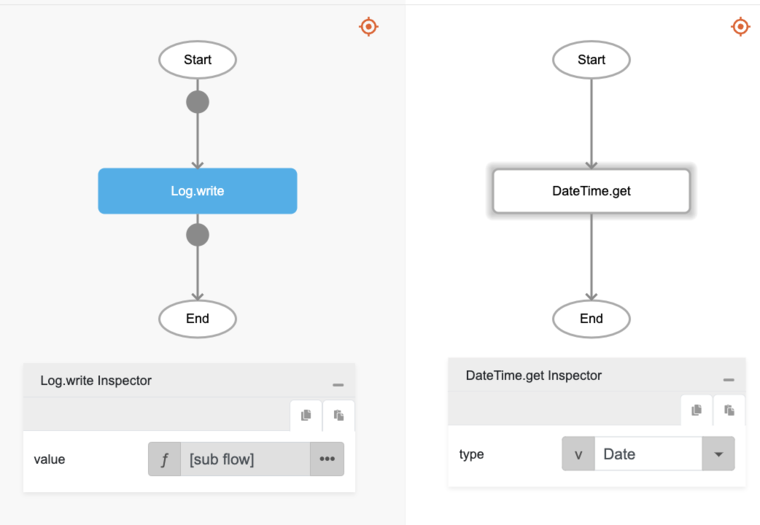 Start
Log.write
End
Log.write Inspector
value
ƒ
[sub flow]
•••
Start
DateTime.get
End
DateTime.get Inspector
type
v
Date